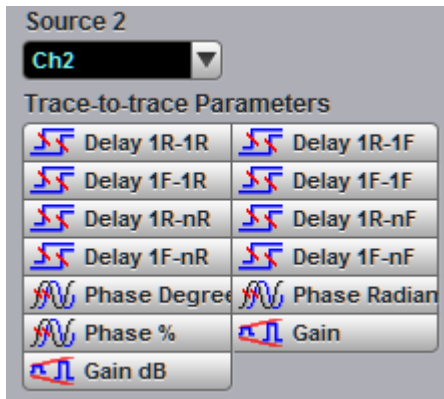 Source 2
Ch2
Trace-to-trace Parameters
Delay 1R-1R Delay 1R-1F
Delay 1F-1R Delay 1F-1F
Delay 1R-nR Delay 1R-nF
Delay 1F-nR Delay 1F-nF
Phase Degree Phase Radian
Phase % Gain
Gain dB